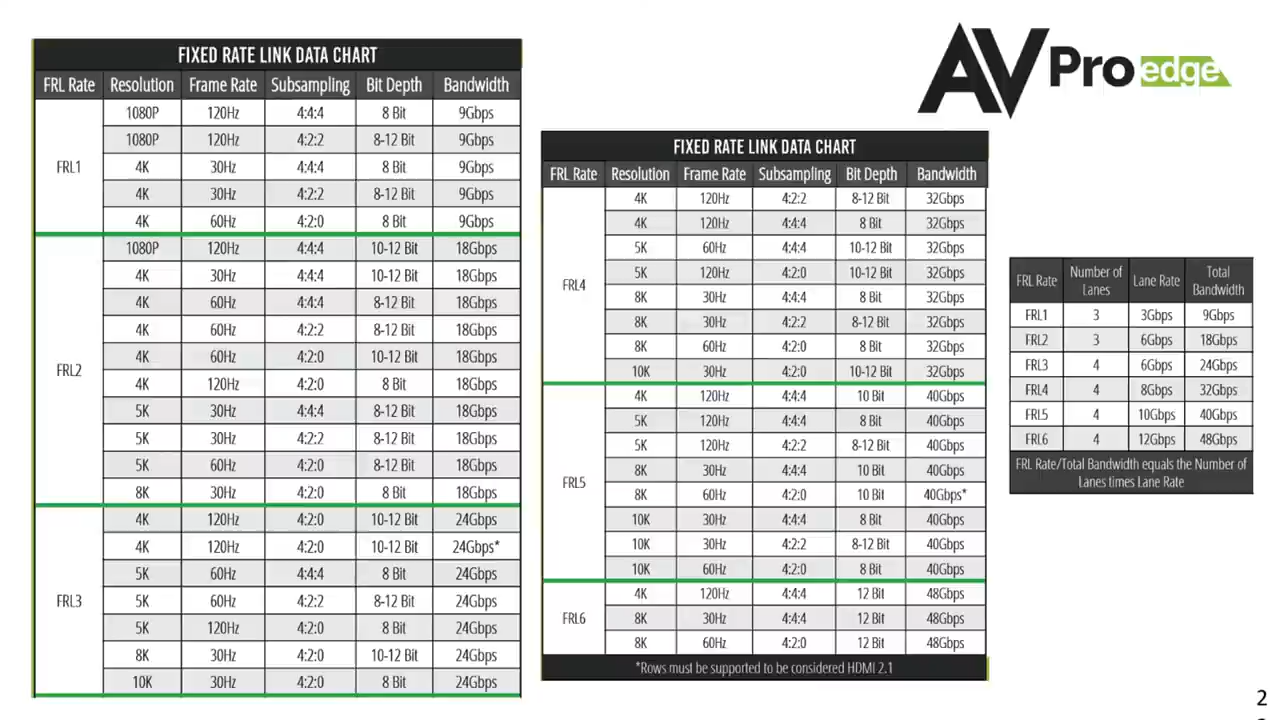 FIXED RATE LINK DATA CHART
FRL Rate Resolution Frame Rate Subsampling Bit Depth Bandwidth
1080P 120Hz 4:4:4 8 Bit 9Gbps
1080P 120Hz 4:2:2 8-12 Bit 9Gbps
FRL1 4K 30Hz 4:4:4 8 Bit 9Gbps
4K 30Hz 4:2:2 8-12 Bit 9Gbps
4K 60Hz 4:2:0 8 Bit 9Gbps
1080P 120Hz 4:4:4 10-12 Bit 18Gbps
4K 30Hz 4:4:4 10-12 Bit 18Gbps
4K 60Hz 4:4:4 8-12 Bit 18Gbps
4K 60Hz 4:2:2 8-12 Bit 18Gbps
4K 60Hz 4:2:0 10-12 Bit 18Gbps
FRL2
4K 120Hz 4:2:0 8 Bit 18Gbps
5K 30Hz 4:4:4 8-12 Bit 18Gbps
5K 30Hz 4:2:2 8-12 Bit 18Gbps
5K 60Hz 4:2:0 8-12 Bit 18Gbps
8K 30Hz 4:2:0 8 Bit 18Gbps
4K 120Hz 4:2:0 10-12 Bit 24Gbps
4K 120Hz 4:2:0 10-12 Bit 24Gbps*
5K 60Hz 4:4:4 8 Bit 24Gbps
FRL3 5K 60Hz 4:2:2 8-12 Bit 24Gbps
5K 120Hz 4:2:0 8 Bit 24Gbps
8K 30Hz 4:2:0 10-12 Bit 24Gbps
10K 30Hz 4:2:0 8 Bit 24Gbps
FIXED RATE LINK DATA CHART
FRL Rate Resolution Frame Rate Subsampling Bit Depth Bandwidth
4K 120Hz 4:2:2 8-12 Bit 32Gbps
4K 120Hz 4:4:4 8 Bit 32Gbps
5K 60Hz 4:4:4 10-12 Bit 32Gbps
5K 120Hz 4:2:0 10-12 Bit 32Gbps
FRL4
8K 30Hz 4:4:4 8 Bit 32Gbps
8K 30Hz 4:2:2 8-12 Bit 32Gbps
8K 60Hz 4:2:0 8 Bit 32Gbps
10K 30Hz 4:2:0 10-12 Bit 32Gbps
4K 120Hz 4:4:4 10 Bit 40Gbps
5K 120Hz 4:4:4 8 Bit 40Gbps
5K 120Hz 4:2:2 8-12 Bit 40Gbps
8K 30Hz 4:4:4 10 Bit 40Gbps
FRL5
8K 60Hz 4:2:0 10 Bit 40Gbps*
10K 30Hz 4:4:4 8 Bit 40Gbps
10K 30Hz 4:2:2 8-12 Bit 40Gbps
10K 60Hz 4:2:0 8 Bit 40Gbps
4K 120Hz 4:4:4 12 Bit 48Gbps
FRL6 8K 30Hz 4:4:4 12 Bit 48Gbps
8K 60Hz 4:2:0 12 Bit 48Gbps
*Rows must be supported to be considered HDMI 2.1
AV Pro edge
FRL Rate Number of Lanes Lane Rate Total Bandwidth
FRL1 3 3Gbps 9Gbps
FRL2 3 6Gbps 18Gbps
FRL3 4 6Gbps 24Gbps
FRL4 4 8Gbps 32Gbps
FRL5 4 10Gbps 40Gbps
FRL6 4 12Gbps 48Gbps
FRL Rate/Total Bandwidth equals the Number of
Lanes times Lane Rate
2